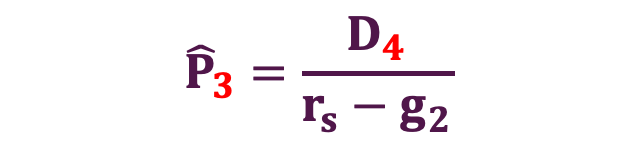 P̂₃ = D₄ / (rₛ − g₂)